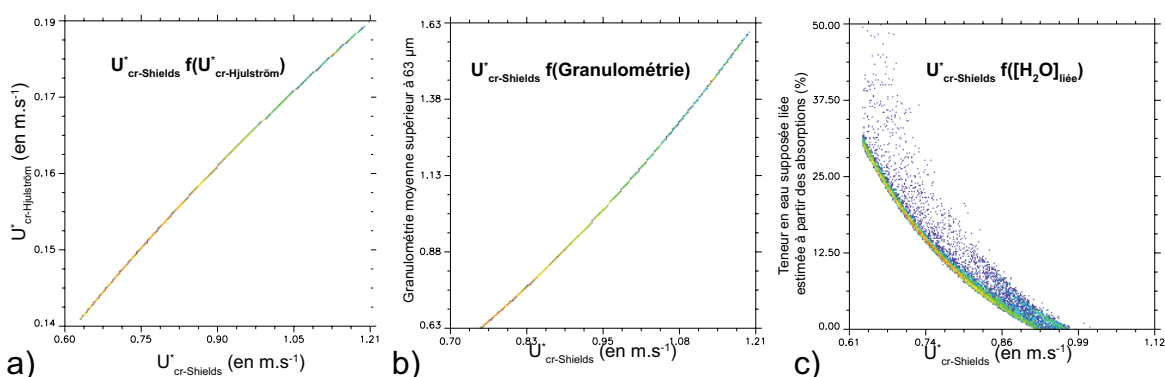 0.19
0.17
0.16
0.15
0.14
0.60
0.75
0.90
1.05
1.21
U*cr-Hjulström (en m.s-1)
U*cr-Shields f(U*cr-Hjulström)
U*cr-Shields (en m.s-1)
a)
1.63
1.38
1.13
0.88
0.63
0.70
0.83
0.95
1.08
1.21
Granulométrie moyenne supérieur à 63 µm
U*cr-Shields f(Granulométrie)
U*cr-Shields (en m.s-1)
b)
50.00
37.50
25.00
12.50
0.00
0.61
0.74
0.86
0.99
1.12
Teneur en eau supposée liée
estimée à partir des absorptions (%)
U*cr-Shields f([H2O]liée)
U*cr-Shields (en m.s-1)
c)